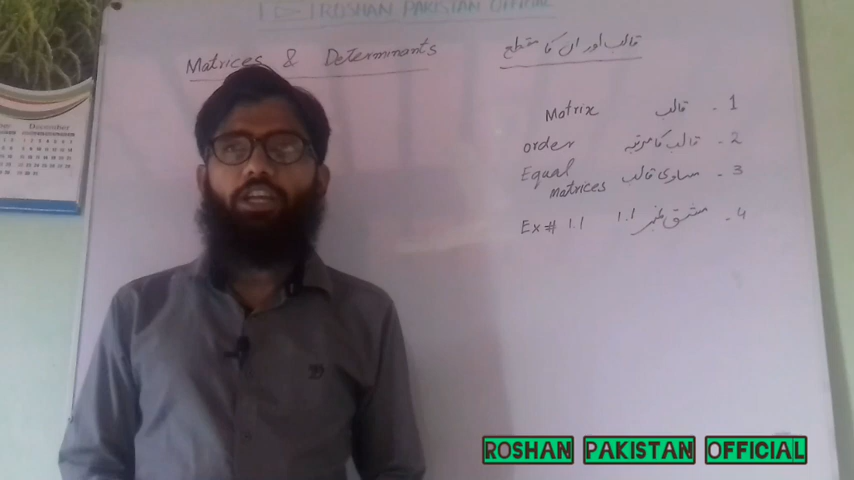 ROSHAN PAKISTAN OFFICIAL
Matrices & Determinants
قالب اور ان کا مقطع
1 - قالب Matrix
2 - قالب کا مرتبہ order
3 - مساوی قالب Equal Matrices
4 - مشق نمبر 1.1 Ex # 1.1
December
ROSHAN PAKISTAN OFFICIAL